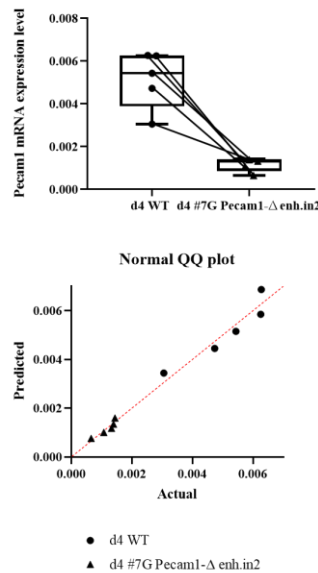 Pecam1 mRNA expression level
0.008
0.006
0.004
0.002
0.000
d4 WT d4 #7G Pecam1-Δ enh.in2
Normal QQ plot
Predicted
0.006
0.004
0.002
0.000
0.000 0.002 0.004 0.006
Actual
d4 WT
d4 #7G Pecam1-Δ enh.in2